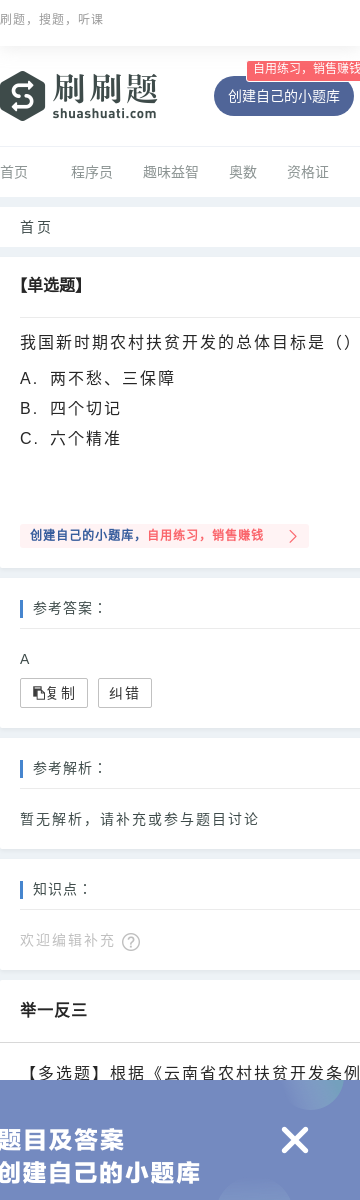 刷题，搜题，听课
自用练习，销售赚钱
刷刷题
shuashuati.com
创建自己的小题库
首页 程序员 趣味益智 奥数 资格证
首页
【单选题】
我国新时期农村扶贫开发的总体目标是（）
A. 两不愁、三保障
B. 四个切记
C. 六个精准
创建自己的小题库，自用练习，销售赚钱
参考答案：
A
复制 纠错
参考解析：
暂无解析，请补充或参与题目讨论
知识点：
欢迎编辑补充 ?
举一反三
【多选题】根据《云南省农村扶贫开发条例
题目及答案
创建自己的小题库